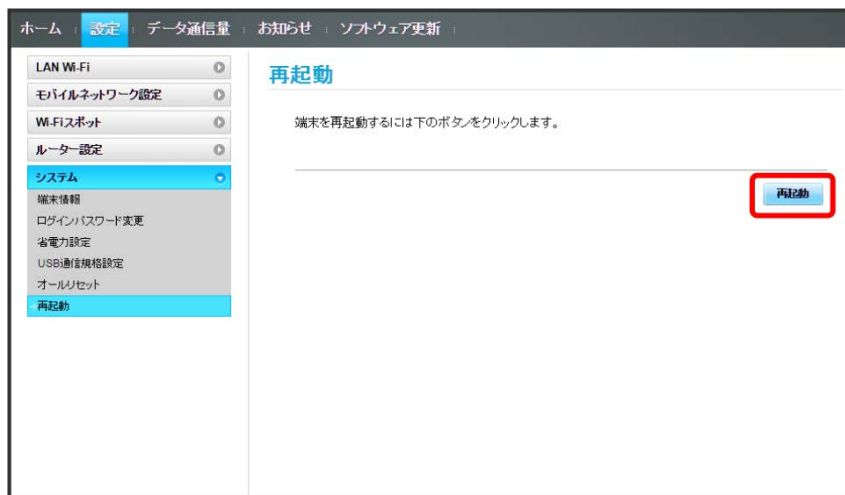 ホーム 設定 データ通信量 お知らせ ソフトウェア更新
LAN Wi-Fi
モバイルネットワーク設定
Wi-Fiスポット
ルーター設定
システム
端末情報
ログインパスワード変更
省電力設定
USB通信規格設定
オールリセット
再起動
再起動
端末を再起動するには下のボタンをクリックします。
再起動